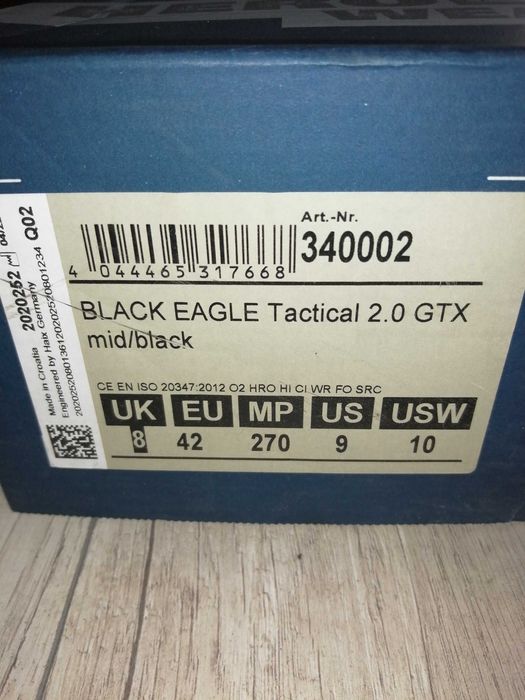 Art.-Nr.
340002
4 044465 317668
BLACK EAGLE Tactical 2.0 GTX
mid/black
CE EN ISO 20347:2012 O2 HRO HI CI WR FO SRC
UK EU MP US USW
8 42 270 9 10
2020252
Q02
Made in Croatia
Engineered by Haix Germany